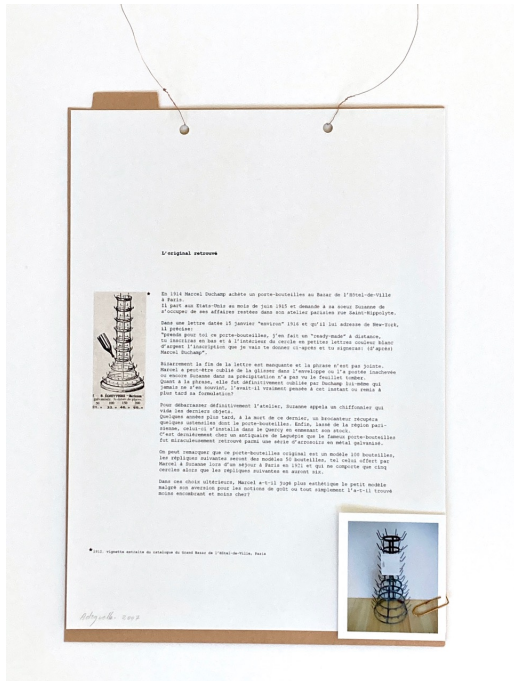 L'original retrouvé
En 1914 Marcel Duchamp achète un porte-bouteilles au Bazar de l'Hôtel-de-Ville
à Paris.
Il part aux Etats-Unis au mois de juin 1915 et demande à sa soeur Suzanne de
s'occuper de ses affaires restées dans son atelier parisien rue Saint-Hippolyte.
Dans une lettre datée 15 janvier "environ" 1916 et qu'il lui adresse de New-York,
il précise:
"prends pour toi ce porte-bouteilles, j'en fait un "ready-made" à distance,
tu inscriras en bas et à l'intérieur du cercle en petites lettres couleur blanc
d'argent l'inscription que je vais te donner ci-après et tu signeras: (d'après)
Marcel Duchamp".
Bizarrement la fin de la lettre est manquante et la phrase n'est pas jointe.
Marcel a peut-être oublié de la glisser dans l'enveloppe ou l'a postée inachevée
ou encore Suzanne dans sa précipitation n'a pas vu le feuillet tomber.
Quant à la phrase, elle fut définitivement oubliée par Duchamp lui-même qui
jamais ne s'en souvint, l'avait-il vraiment pensée à cet instant ou remis à
plus tard sa formulation?
Pour débarrasser définitivement l'atelier, Suzanne appela un chiffonnier qui
vida les derniers objets.
Quelques années plus tard, à la mort de ce dernier, un brocanteur récupéra
quelques ustensiles dont le porte-bouteilles. Enfin, lassé de la région pari-
sienne, celui-ci s'installa dans le Quercy en emmenant son stock.
C'est dernièrement chez un antiquaire de Laguépie que le fameux porte-bouteilles
fut miraculeusement retrouvé parmi une série d'arrosoirs en métal galvanisé.
On peut remarquer que ce porte-bouteilles original est un modèle 100 bouteilles,
les répliques suivantes seront des modèles 50 bouteilles, tel celui offert par
Marcel à Suzanne lors d'un séjour à Paris en 1921 et qui ne comporte que cinq
cercles alors que les répliques suivantes en auront six.
Dans ces choix ultérieurs, Marcel a-t-il jugé plus esthétique le petit modèle
malgré son aversion pour les notions de goût ou tout simplement l'a-t-il trouvé
moins encombrant et moins cher?
1912. Vignette extraite du catalogue du Grand Bazar de l'Hôtel-de-Ville, Paris
2007